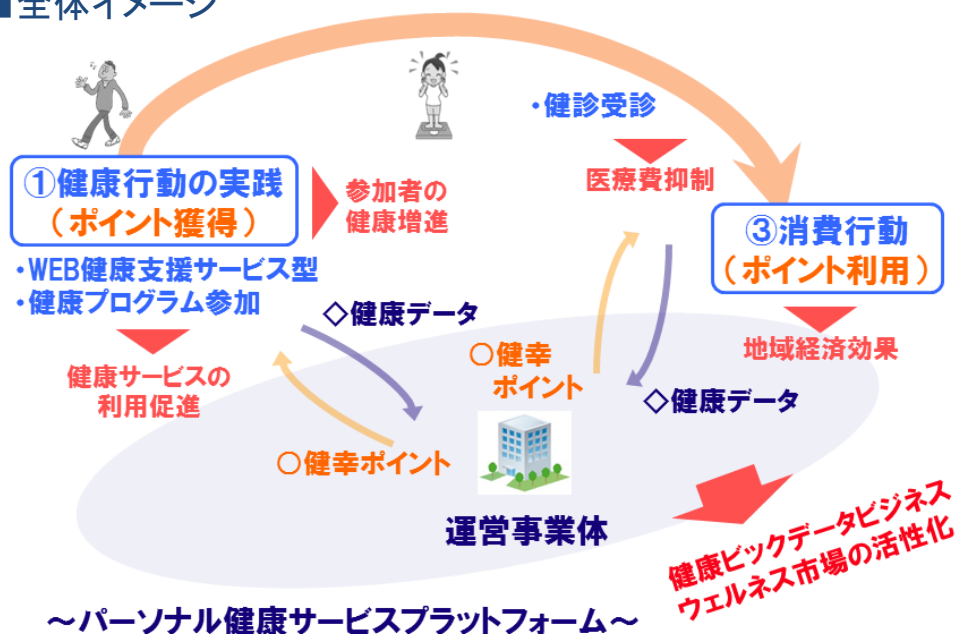 ■全体イメージ
・健診受診
医療費抑制
①健康行動の実践
（ポイント獲得）
参加者の
健康増進
③消費行動
（ポイント利用）
・WEB健康支援サービス型
・健康プログラム参加
◇健康データ
地域経済効果
健康サービスの
利用促進
〇健幸
ポイント
◇健康データ
〇健幸ポイント
運営事業体
健康ビックデータビジネス
ウェルネス市場の活性化
～パーソナル健康サービスプラットフォーム～